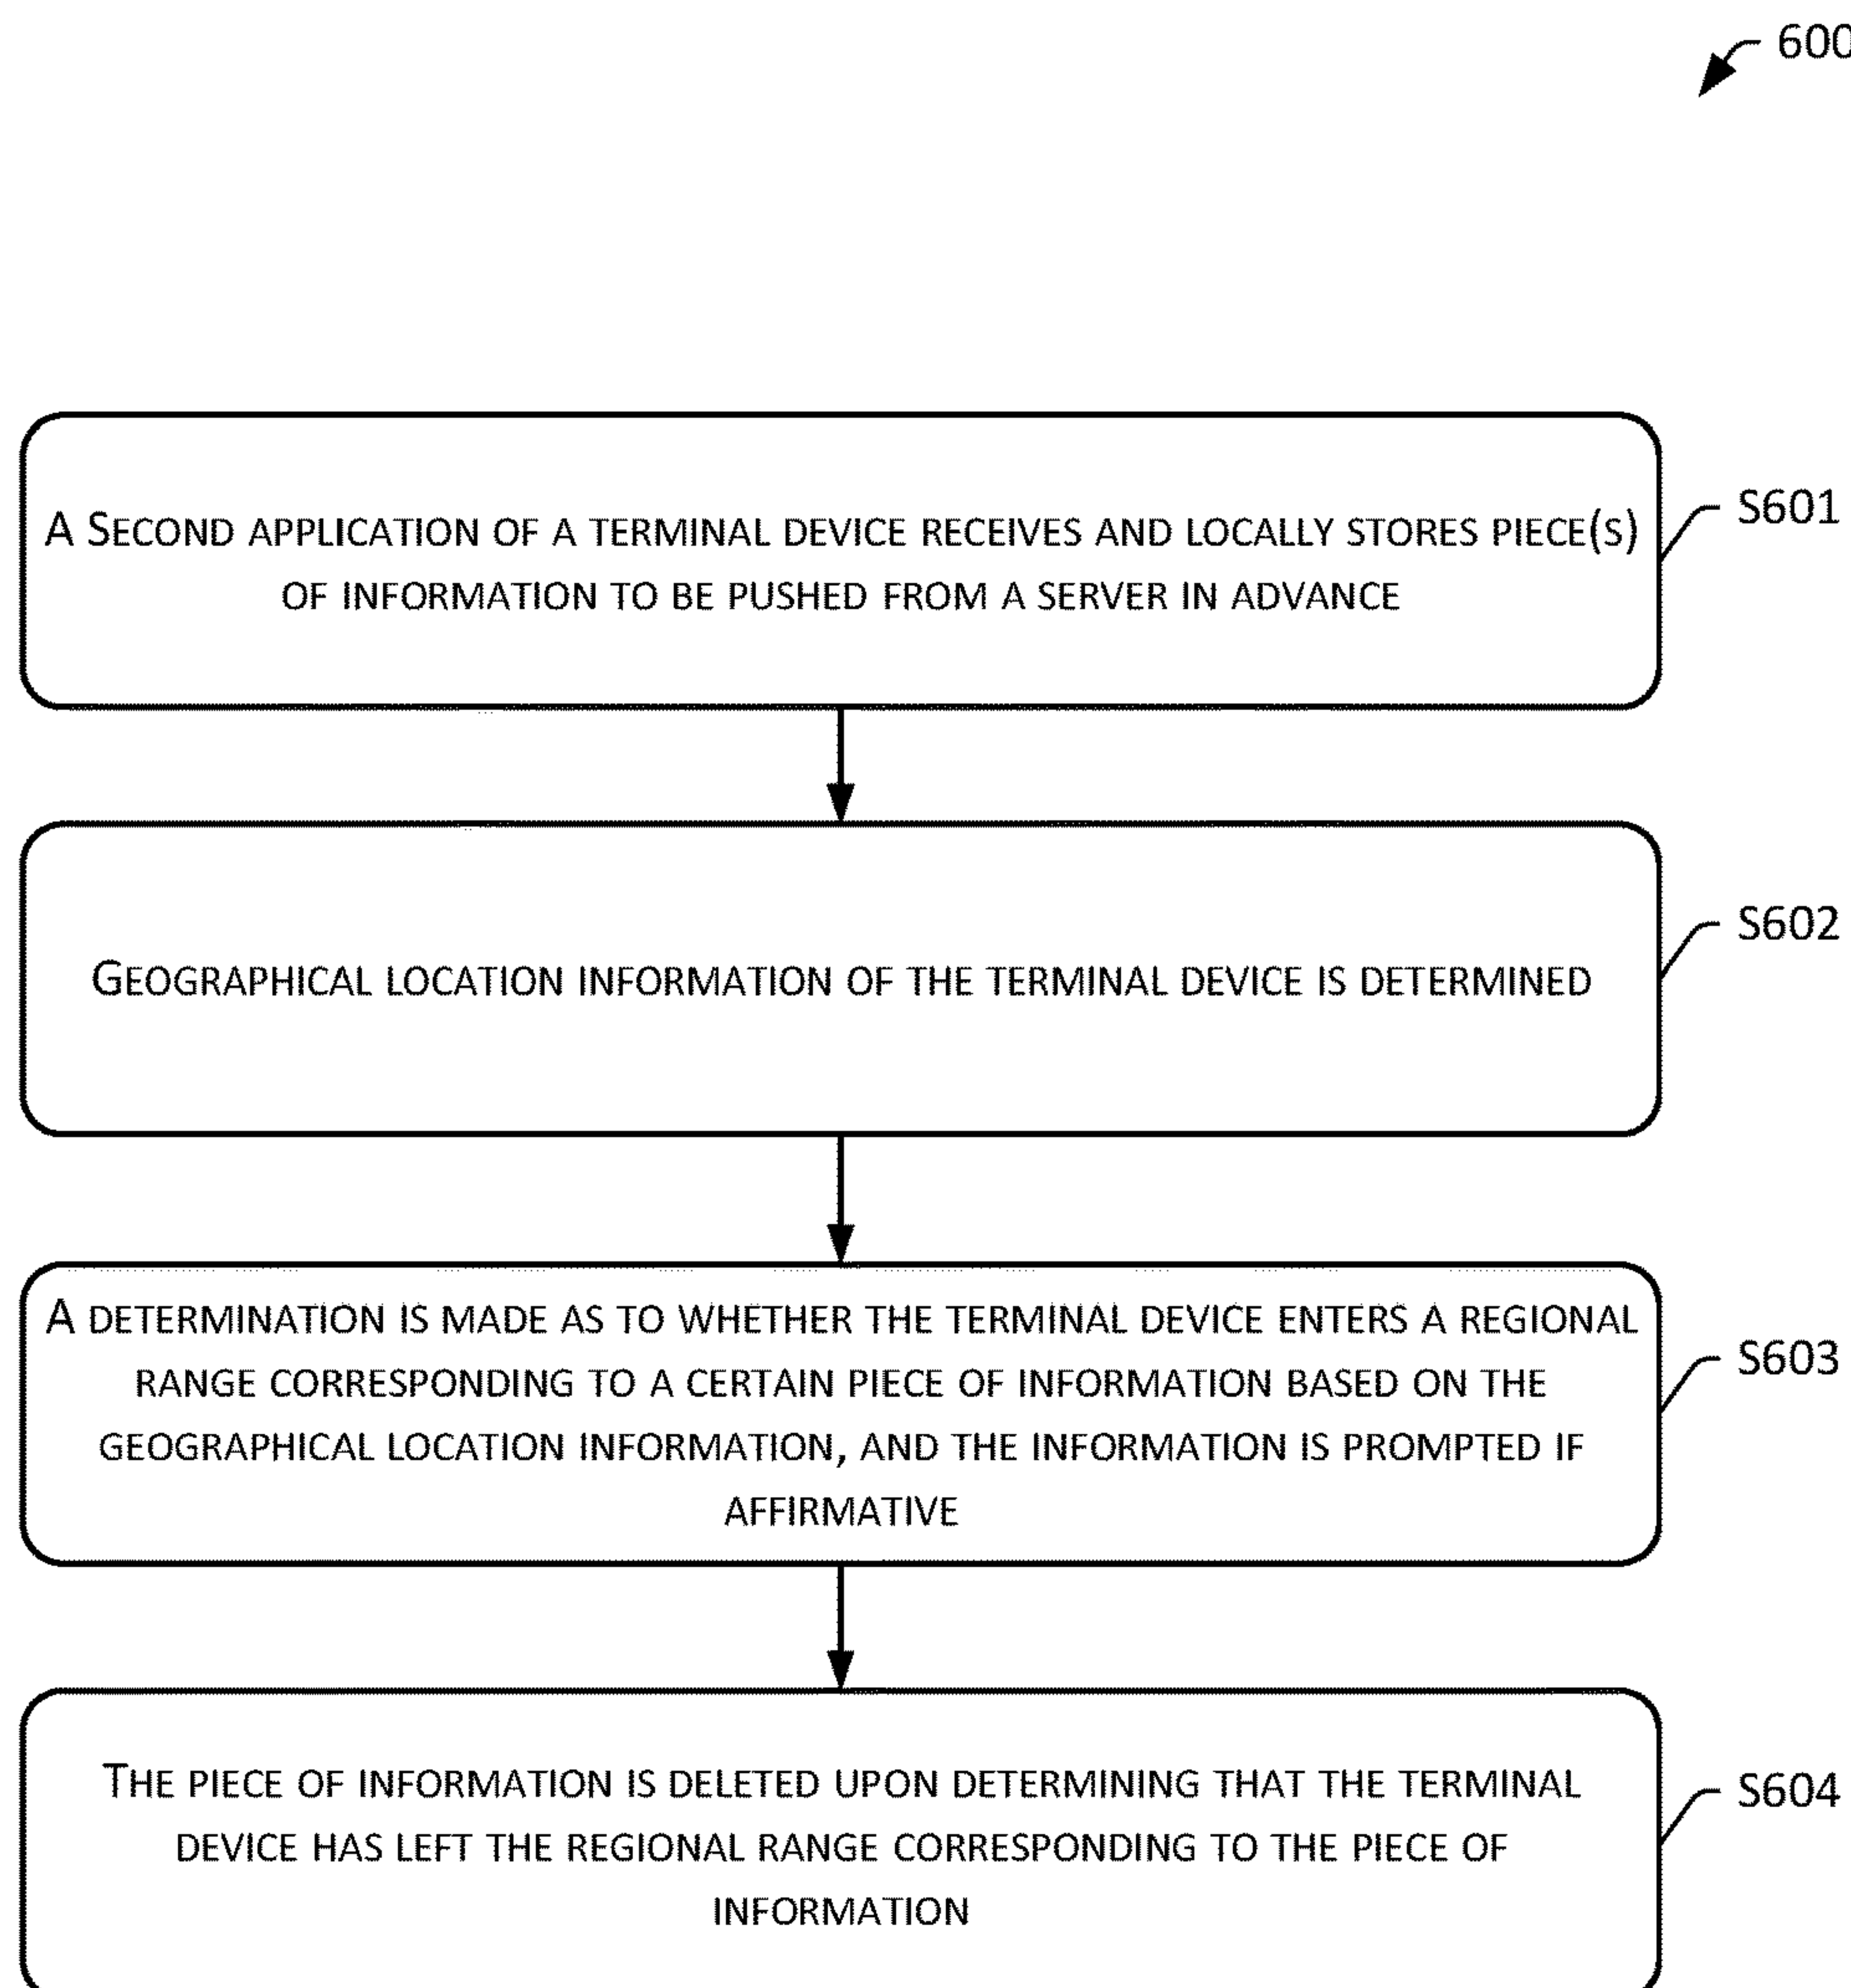 600
A SECOND APPLICATION OF A TERMINAL DEVICE RECEIVES AND LOCALLY STORES PIECE(S)
OF INFORMATION TO BE PUSHED FROM A SERVER IN ADVANCE
S601
GEOGRAPHICAL LOCATION INFORMATION OF THE TERMINAL DEVICE IS DETERMINED
S602
A DETERMINATION IS MADE AS TO WHETHER THE TERMINAL DEVICE ENTERS A REGIONAL
RANGE CORRESPONDING TO A CERTAIN PIECE OF INFORMATION BASED ON THE
GEOGRAPHICAL LOCATION INFORMATION, AND THE INFORMATION IS PROMPTED IF
AFFIRMATIVE
S603
THE PIECE OF INFORMATION IS DELETED UPON DETERMINING THAT THE TERMINAL
DEVICE HAS LEFT THE REGIONAL RANGE CORRESPONDING TO THE PIECE OF
INFORMATION
S604